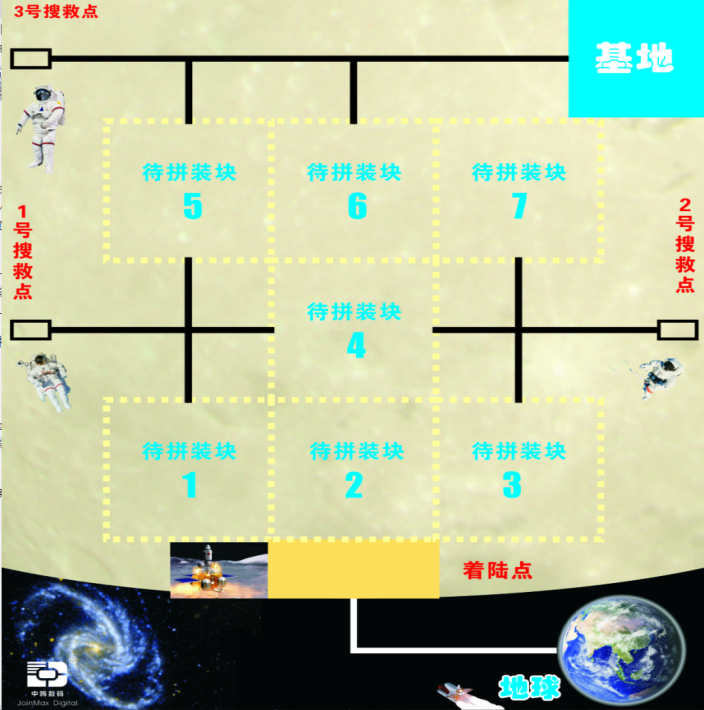 3号搜救点
基地
待拼装块
5
待拼装块
6
待拼装块
7
1号搜救点
2号搜救点
待拼装块
4
待拼装块
1
待拼装块
2
待拼装块
3
着陆点
地球
中鸣数码
JoinMax Digital